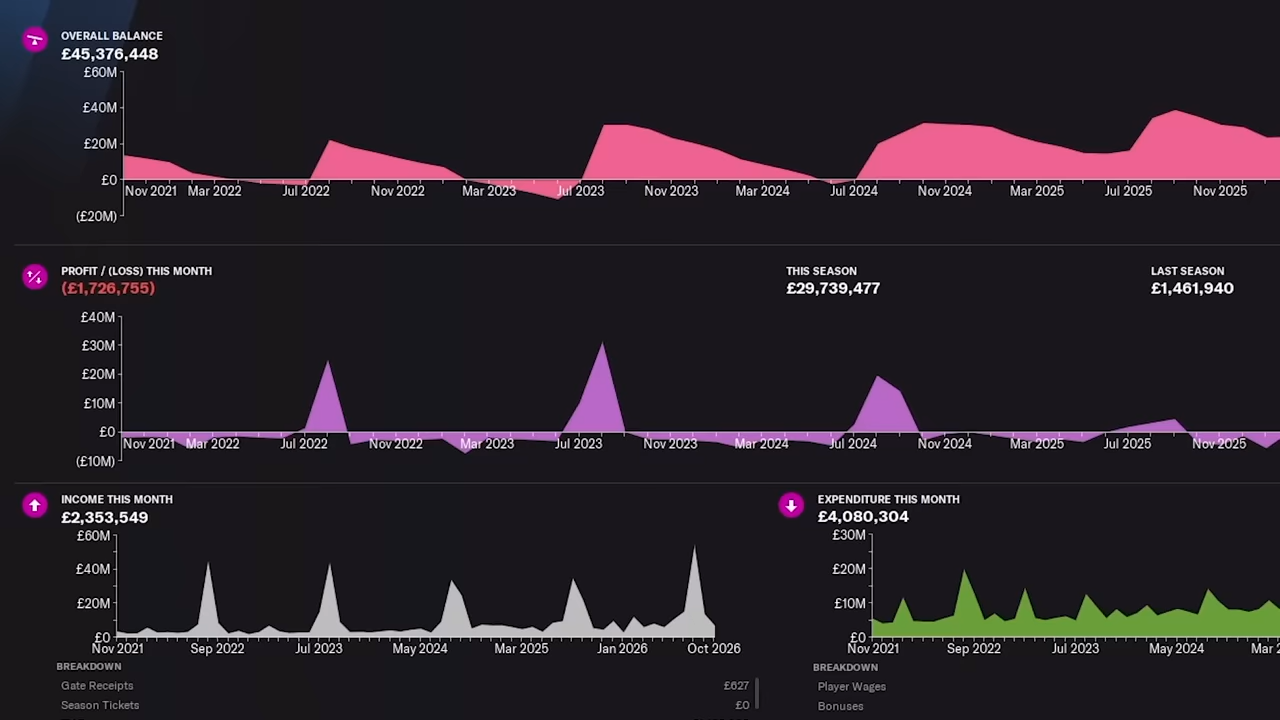 OVERALL BALANCE
£45,376,448
£60M
£40M
£20M
£0
(£20M)
Nov 2021 Mar 2022 Jul 2022 Nov 2022 Mar 2023 Jul 2023 Nov 2023 Mar 2024 Jul 2024 Nov 2024 Mar 2025 Jul 2025 Nov 2025
PROFIT / (LOSS) THIS MONTH THIS SEASON LAST SEASON
(£1,726,755) £29,739,477 £1,461,940
£40M
£30M
£20M
£10M
£0
(£10M)
Nov 2021 Mar 2022 Jul 2022 Nov 2022 Mar 2023 Jul 2023 Nov 2023 Mar 2024 Jul 2024 Nov 2024 Mar 2025 Jul 2025 Nov 2025
INCOME THIS MONTH
£2,353,549
£60M
£40M
£20M
£0
Nov 2021 Sep 2022 Jul 2023 May 2024 Mar 2025 Jan 2026 Oct 2026
BREAKDOWN
Gate Receipts £627
Season Tickets £0
EXPENDITURE THIS MONTH
£4,080,304
£30M
£20M
£10M
£0
Nov 2021 Sep 2022 Jul 2023 May 2024 Mar 2
BREAKDOWN
Player Wages
Bonuses